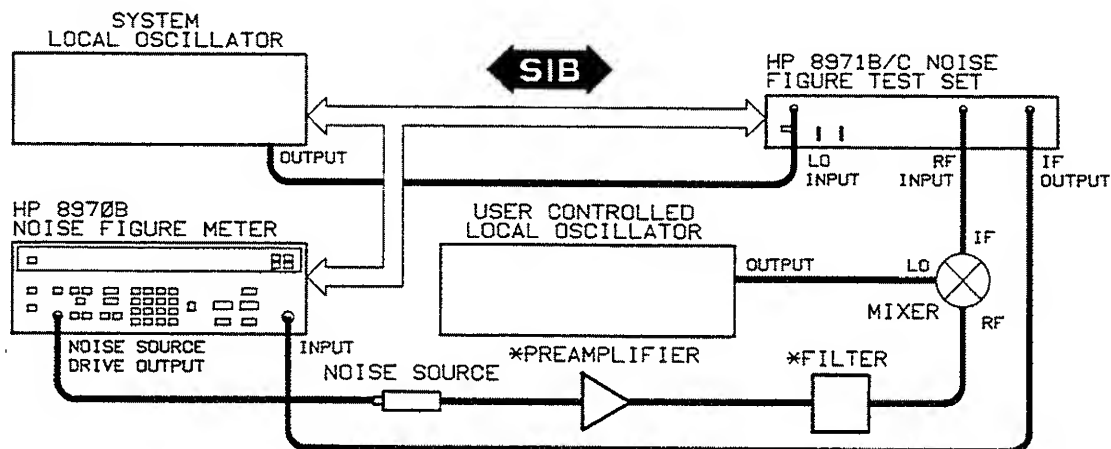 SYSTEM
LOCAL OSCILLATOR
SIB
HP 8971B/C NOISE
FIGURE TEST SET
OUTPUT
LO
INPUT
RF
INPUT
IF
OUTPUT
HP 8970B
NOISE FIGURE METER
USER CONTROLLED
LOCAL OSCILLATOR
OUTPUT
LO
IF
MIXER
RF
NOISE SOURCE
DRIVE OUTPUT
INPUT
NOISE SOURCE
*PREAMPLIFIER
*FILTER